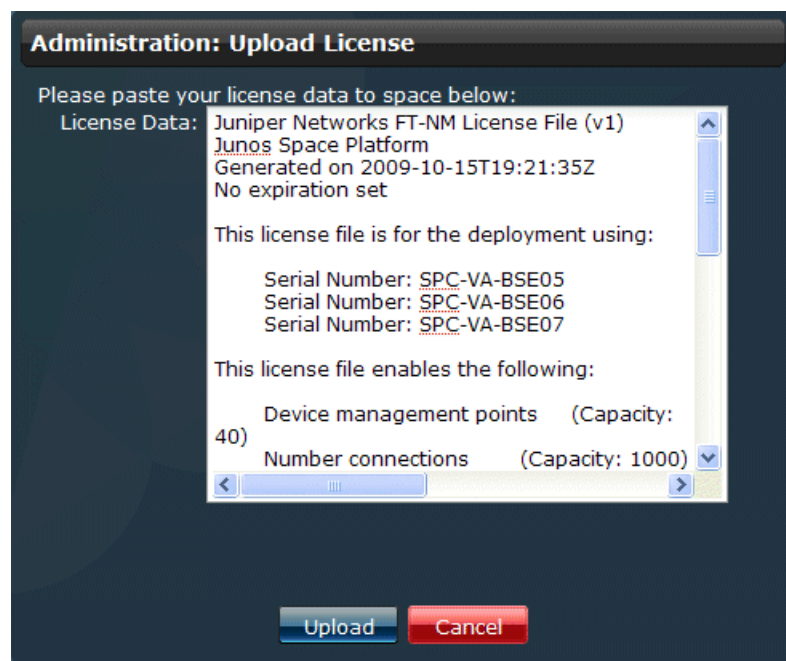 Administration: Upload License
Please paste your license data to space below:
License Data:
Juniper Networks FT-NM License File (v1)
Junos Space Platform
Generated on 2009-10-15T19:21:35Z
No expiration set
This license file is for the deployment using:
Serial Number: SPC-VA-BSE05
Serial Number: SPC-VA-BSE06
Serial Number: SPC-VA-BSE07
This license file enables the following:
Device management points (Capacity:
40)
Number connections (Capacity: 1000)
Upload
Cancel